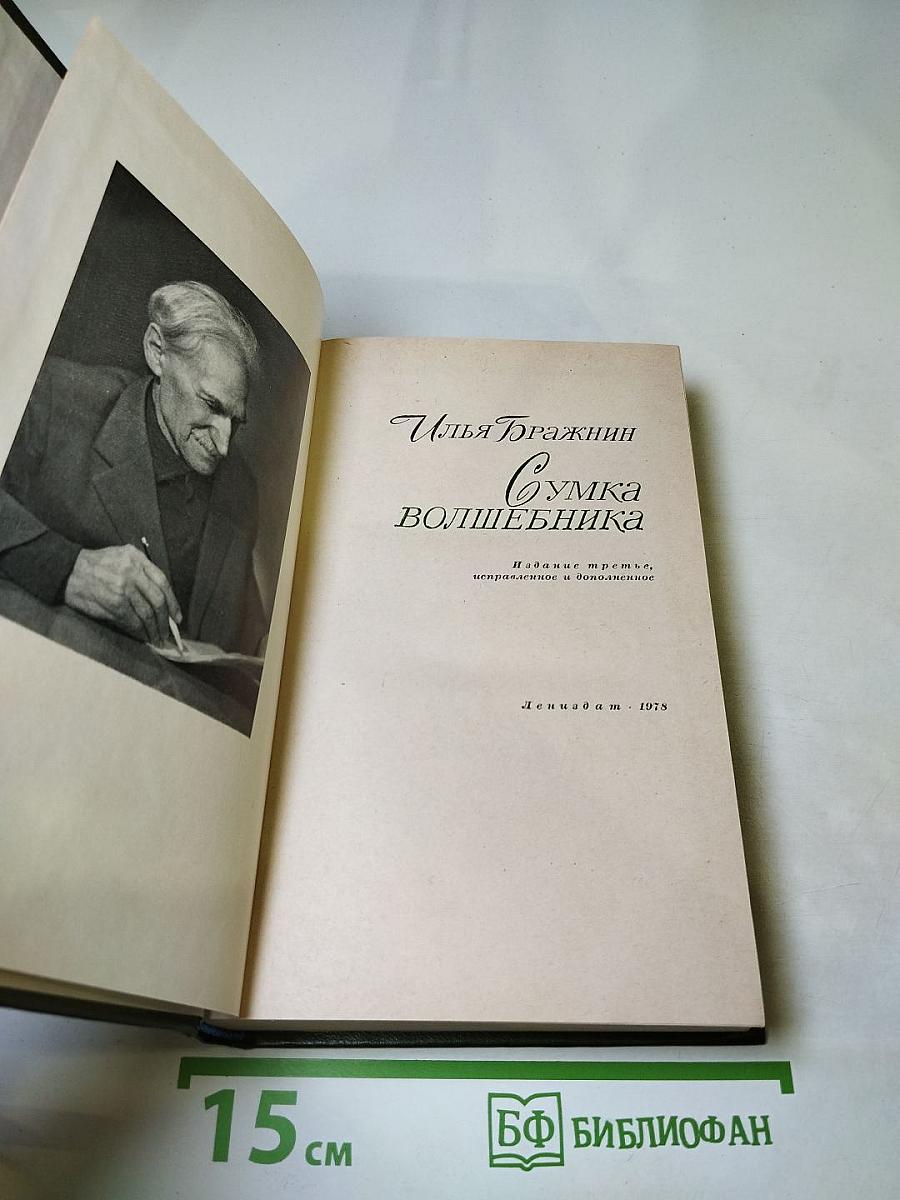 Илья Бражнин
Сумка
волшебника
Издание третье,
исправленное и дополненное
Лениздат · 1978
15 см
БФ БИБЛИОФАН